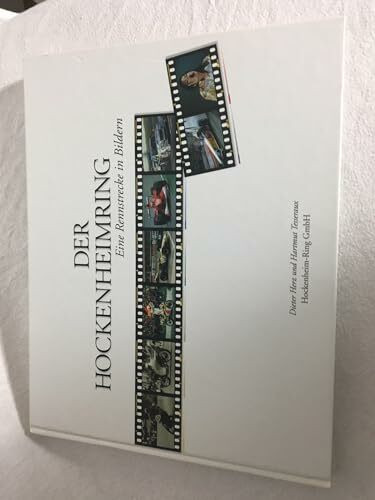 DER
HOCKENHEIMRING
Eine Rennstrecke in Bildern
Dieter Herz und Hartmut Tesseraux
Hockenheim-Ring GmbH